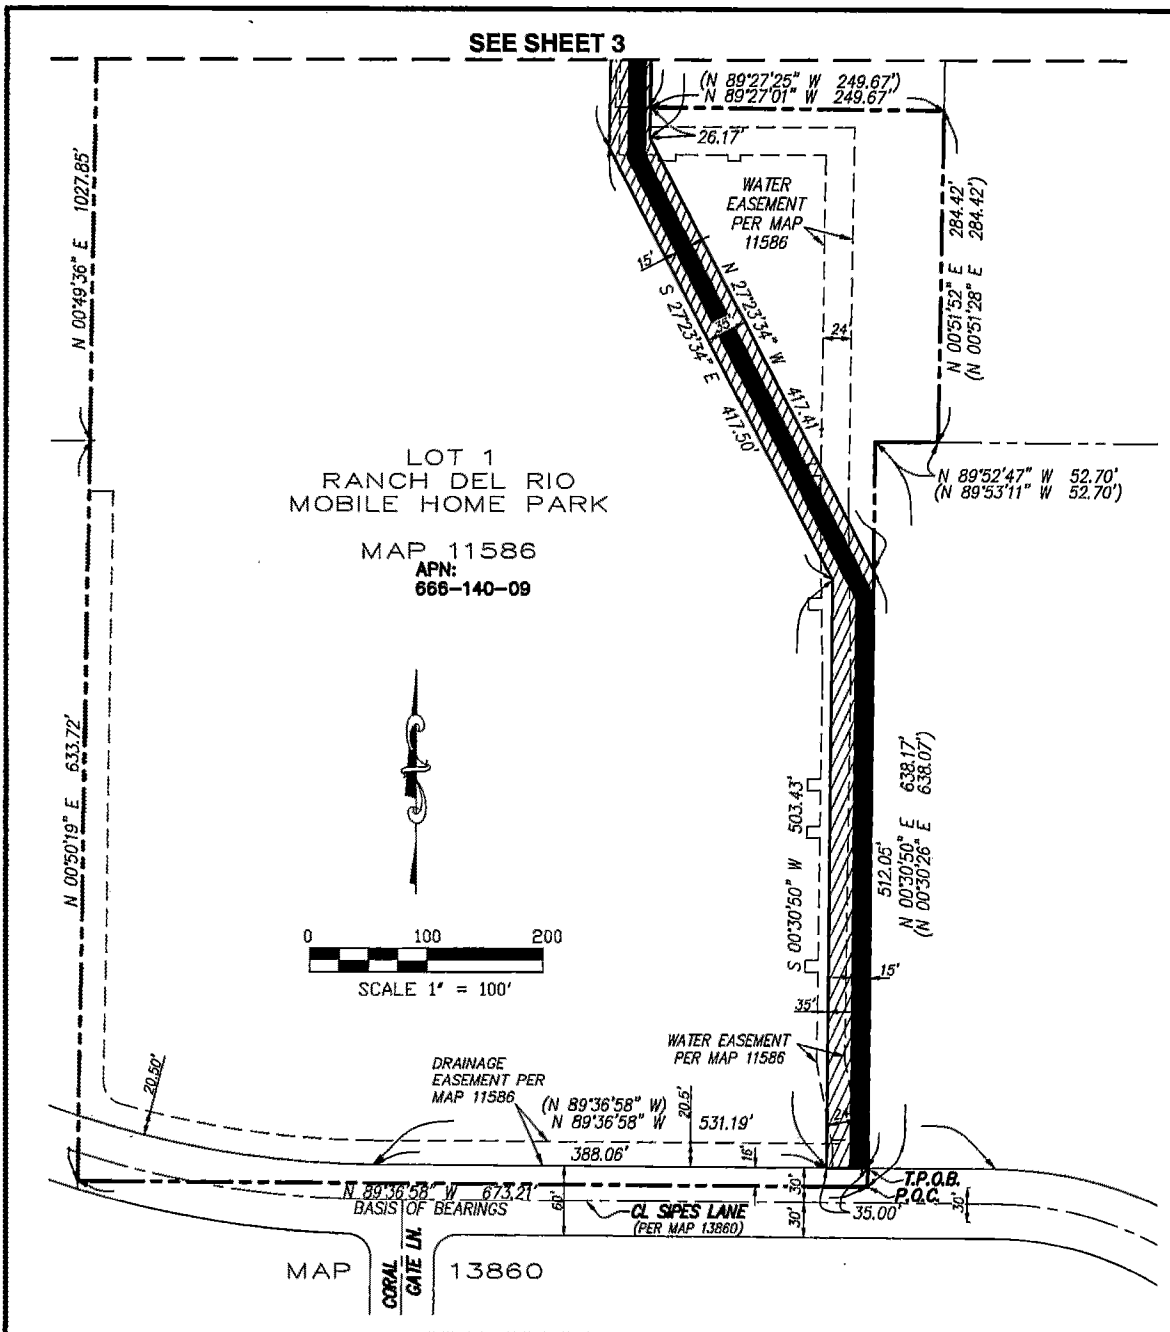 SEE SHEET 3
(N 89°27'25" W 249.67')
N 89°27'01" W 249.67'
26.17'
N 00°49'36" E 1027.85'
WATER
EASEMENT
PER MAP
11586
N 00°51'52" E 284.42'
(N 00°51'28" E 284.42')
15'
N 27°23'34" W 417.41'
35'
S 27°23'34" E 417.50'
24'
LOT 1
RANCH DEL RIO
MOBILE HOME PARK
MAP 11586
APN:
666-140-09
N 89°52'47" W 52.70'
(N 89°53'11" W 52.70')
N 00°50'19" E 633.72'
S 00°30'50" W 503.43'
512.05'
N 00°30'50" E 638.17'
(N 00°30'26" E 638.07')
0 100 200
SCALE 1" = 100'
15'
35'
WATER EASEMENT
PER MAP 11586
20.50'
DRAINAGE
EASEMENT PER
MAP 11586
(N 89°36'58" W)
N 89°36'58" W 531.19'
20.5'
24'
388.06'
16'
T.P.O.B.
P.O.C.
N 89°36'58" W 673.21'
BASIS OF BEARINGS
60'
30'
30'
35.00'
30'
CL SIPES LANE
(PER MAP 13860)
CORAL
GATE LN.
MAP 13860